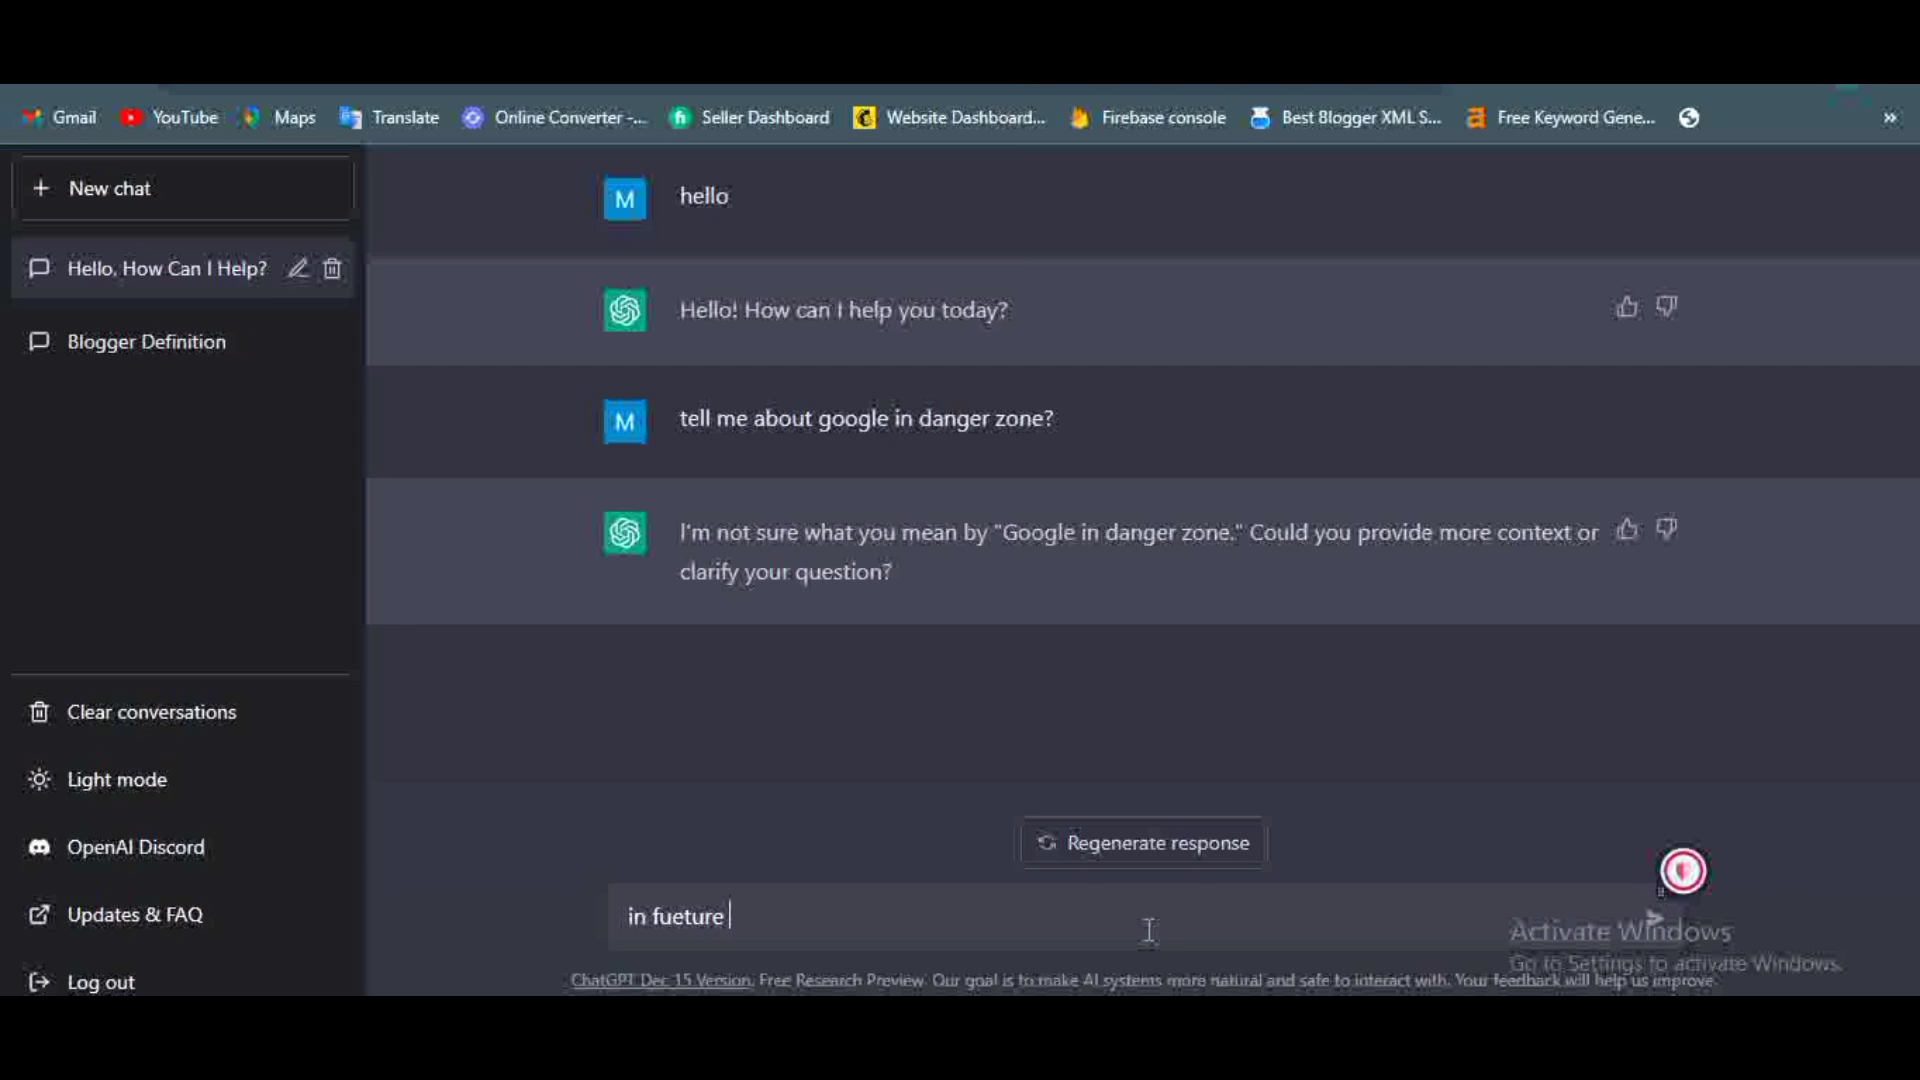 Gmail YouTube Maps Translate Online Converter -... Seller Dashboard Website Dashboard... Firebase console Best Blogger XML S... Free Keyword Gene... »
+ New chat
Hello, How Can I Help?
Blogger Definition
Clear conversations
Light mode
OpenAI Discord
Updates & FAQ
Log out
M hello
Hello! How can I help you today?
M tell me about google in danger zone?
I'm not sure what you mean by "Google in danger zone." Could you provide more context or
clarify your question?
Regenerate response
in fueture
Activate Windows
Go to Settings to activate Windows.
ChatGPT Dec 15 Version. Free Research Preview. Our goal is to make AI systems more natural and safe to interact with. Your feedback will help us improve.